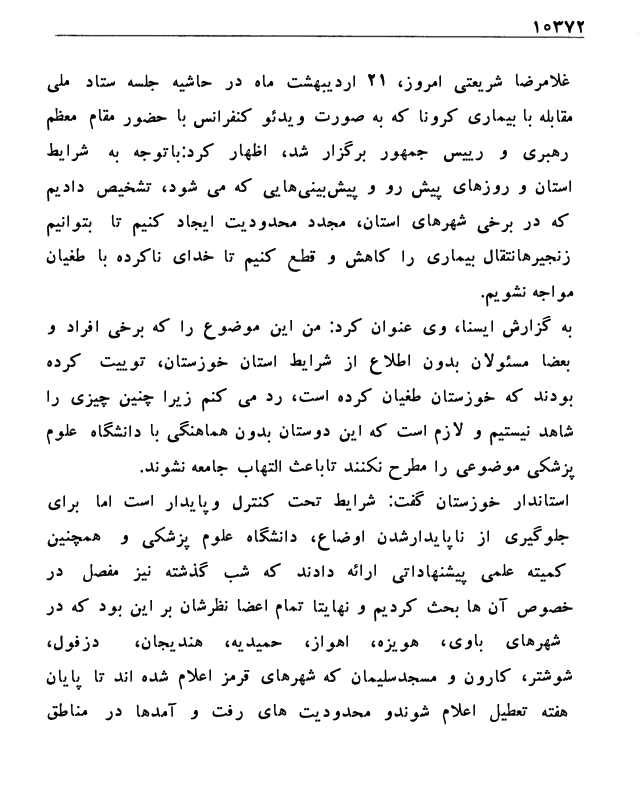 ۱۰۳۷۲
غلامرضا شریعتی امروز، ۲۱ اردیبهشت ماه در حاشیه جلسه ستاد ملی
مقابله با بیماری کرونا که به صورت ویدئو کنفرانس با حضور مقام معظم
رهبری و رییس جمهور برگزار شد، اظهار کرد:باتوجه به شرایط
استان و روزهای پیش رو و پیش‌بینی‌هایی که می شود، تشخیص دادیم
که در برخی شهرهای استان، مجدد محدودیت ایجاد کنیم تا بتوانیم
زنجیرهانتقال بیماری را کاهش و قطع کنیم تا خدای ناکرده با طغیان
مواجه نشویم.
به گزارش ایسنا، وی عنوان کرد: من این موضوع را که برخی افراد و
بعضا مسئولان بدون اطلاع از شرایط استان خوزستان، توییت کرده
بودند که خوزستان طغیان کرده است، رد می کنم زیرا چنین چیزی را
شاهد نیستیم و لازم است که این دوستان بدون هماهنگی با دانشگاه علوم
پزشکی موضوعی را مطرح نکنند تاباعث التهاب جامعه نشوند.
استاندار خوزستان گفت: شرایط تحت کنترل وپایدار است اما برای
جلوگیری از ناپایدارشدن اوضاع، دانشگاه علوم پزشکی و همچنین
کمیته علمی پیشنهاداتی ارائه دادند که شب گذشته نیز مفصل در
خصوص آن ها بحث کردیم و نهایتا تمام اعضا نظرشان بر این بود که در
شهرهای باوی، هویزه، اهواز، حمیدیه، هندیجان، دزفول،
شوشتر، کارون و مسجدسلیمان که شهرهای قرمز اعلام شده اند تا پایان
هفته تعطیل اعلام شوندو محدودیت های رفت و آمدها در مناطق